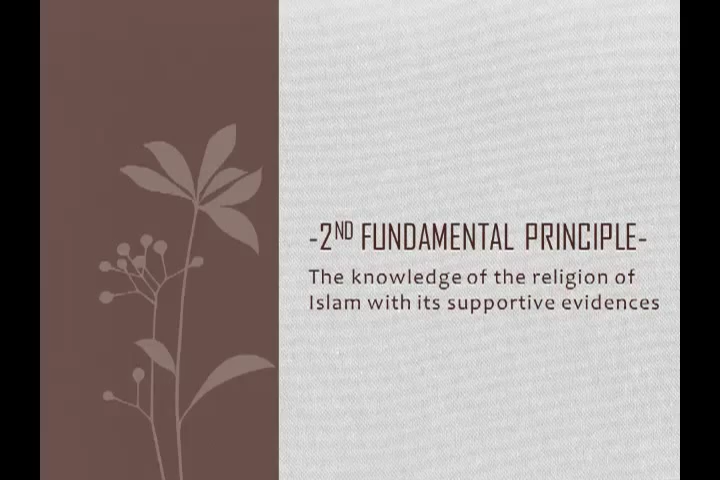 -2ND FUNDAMENTAL PRINCIPLE-
The knowledge of the religion of
Islam with its supportive evidences